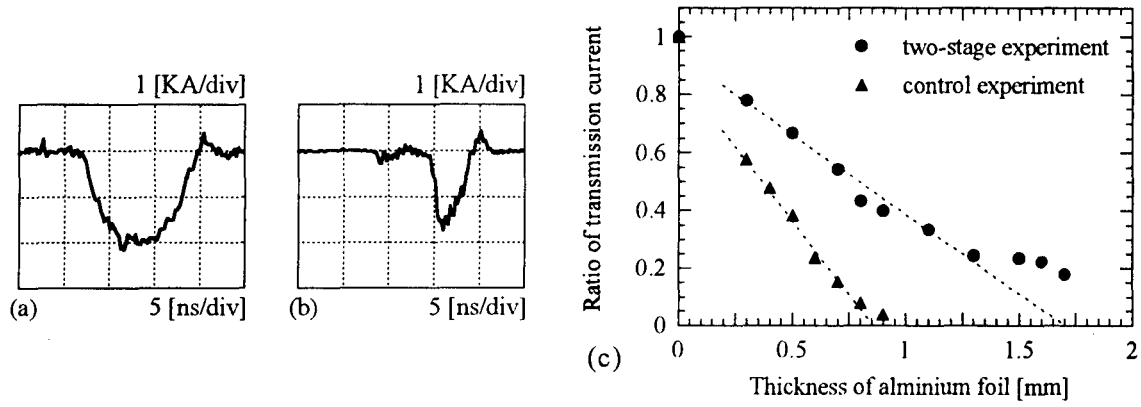 1 [KA/div]
5 [ns/div]
(a)
1 [KA/div]
5 [ns/div]
(b)
Ratio of transmission current
1
0.8
0.6
0.4
0.2
0
two-stage experiment
control experiment
0
0.5
1
1.5
2
Thickness of alminium foil [mm]
(c)